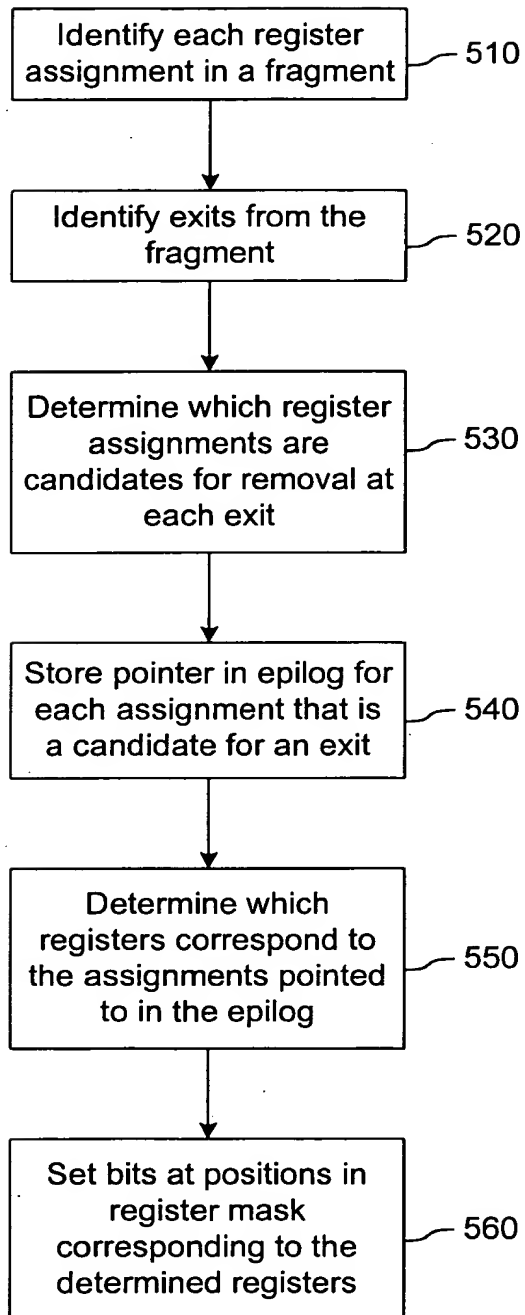 Identify each register
assignment in a fragment
510
Identify exits from the
fragment
520
Determine which register
assignments are
candidates for removal at
each exit
530
Store pointer in epilog for
each assignment that is
a candidate for an exit
540
Determine which
registers correspond to
the assignments pointed
to in the epilog
550
Set bits at positions in
register mask
corresponding to the
determined registers
560